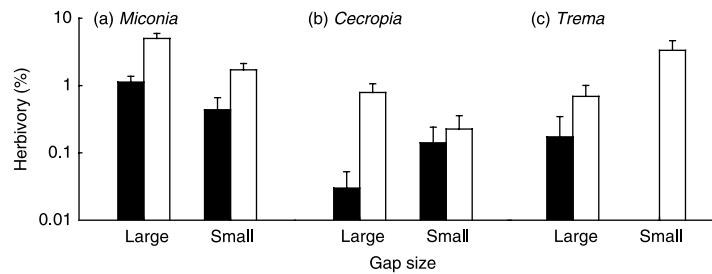 (a) Miconia
(b) Cecropia
(c) Trema
Herbivory (%)
10
1
0.1
0.01
Large Small Large Small Large Small
Gap size